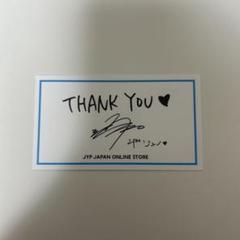 THANK YOU ♥
JYP JAPAN ONLINE STORE